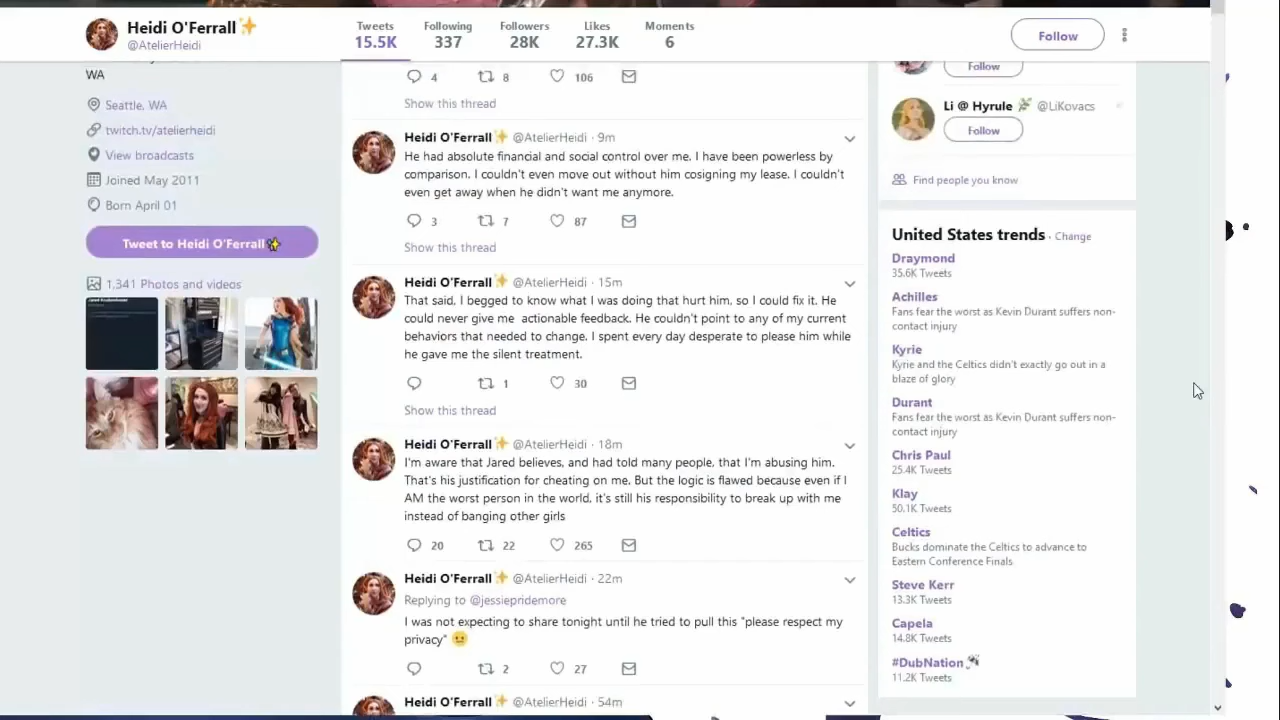 Heidi O'Ferrall✨
@AtelierHeidi
Tweets
15.5K
Following
337
Followers
28K
Likes
27.3K
Moments
6
Follow
WA
Seattle, WA
twitch.tv/atelierheidi
View broadcasts
Joined May 2011
Born April 01
Tweet to Heidi O'Ferrall✨
1,341 Photos and videos
4 8 106
Show this thread
Heidi O'Ferrall✨ @AtelierHeidi · 9m
He had absolute financial and social control over me. I have been powerless by
comparison. I couldn't even move out without him cosigning my lease. I couldn't
even get away when he didn't want me anymore.
3 7 87
Show this thread
Heidi O'Ferrall✨ @AtelierHeidi · 15m
That said, I begged to know what I was doing that hurt him, so I could fix it. He
could never give me actionable feedback. He couldn't point to any of my current
behaviors that needed to change. I spent every day desperate to please him while
he gave me the silent treatment.
1 30
Show this thread
Heidi O'Ferrall✨ @AtelierHeidi · 18m
I'm aware that Jared believes, and had told many people, that I'm abusing him.
That's his justification for cheating on me. But the logic is flawed because even if I
AM the worst person in the world, it's still his responsibility to break up with me
instead of banging other girls
20 22 265
Heidi O'Ferrall✨ @AtelierHeidi · 22m
Replying to @jessiepridemore
I was not expecting to share tonight until he tried to pull this "please respect my
privacy" 😐
2 27
Heidi O'Ferrall✨ @AtelierHeidi · 54m
Follow
Li @ Hyrule 🌿 @LiKovacs
Follow
Find people you know
United States trends · Change
Draymond
35.6K Tweets
Achilles
Fans fear the worst as Kevin Durant suffers non-
contact injury
Kyrie
Kyrie and the Celtics didn't exactly go out in a
blaze of glory
Durant
Fans fear the worst as Kevin Durant suffers non-
contact injury
Chris Paul
25.4K Tweets
Klay
50.1K Tweets
Celtics
Bucks dominate the Celtics to advance to
Eastern Conference Finals
Steve Kerr
13.3K Tweets
Capela
14.8K Tweets
#DubNation
11.2K Tweets